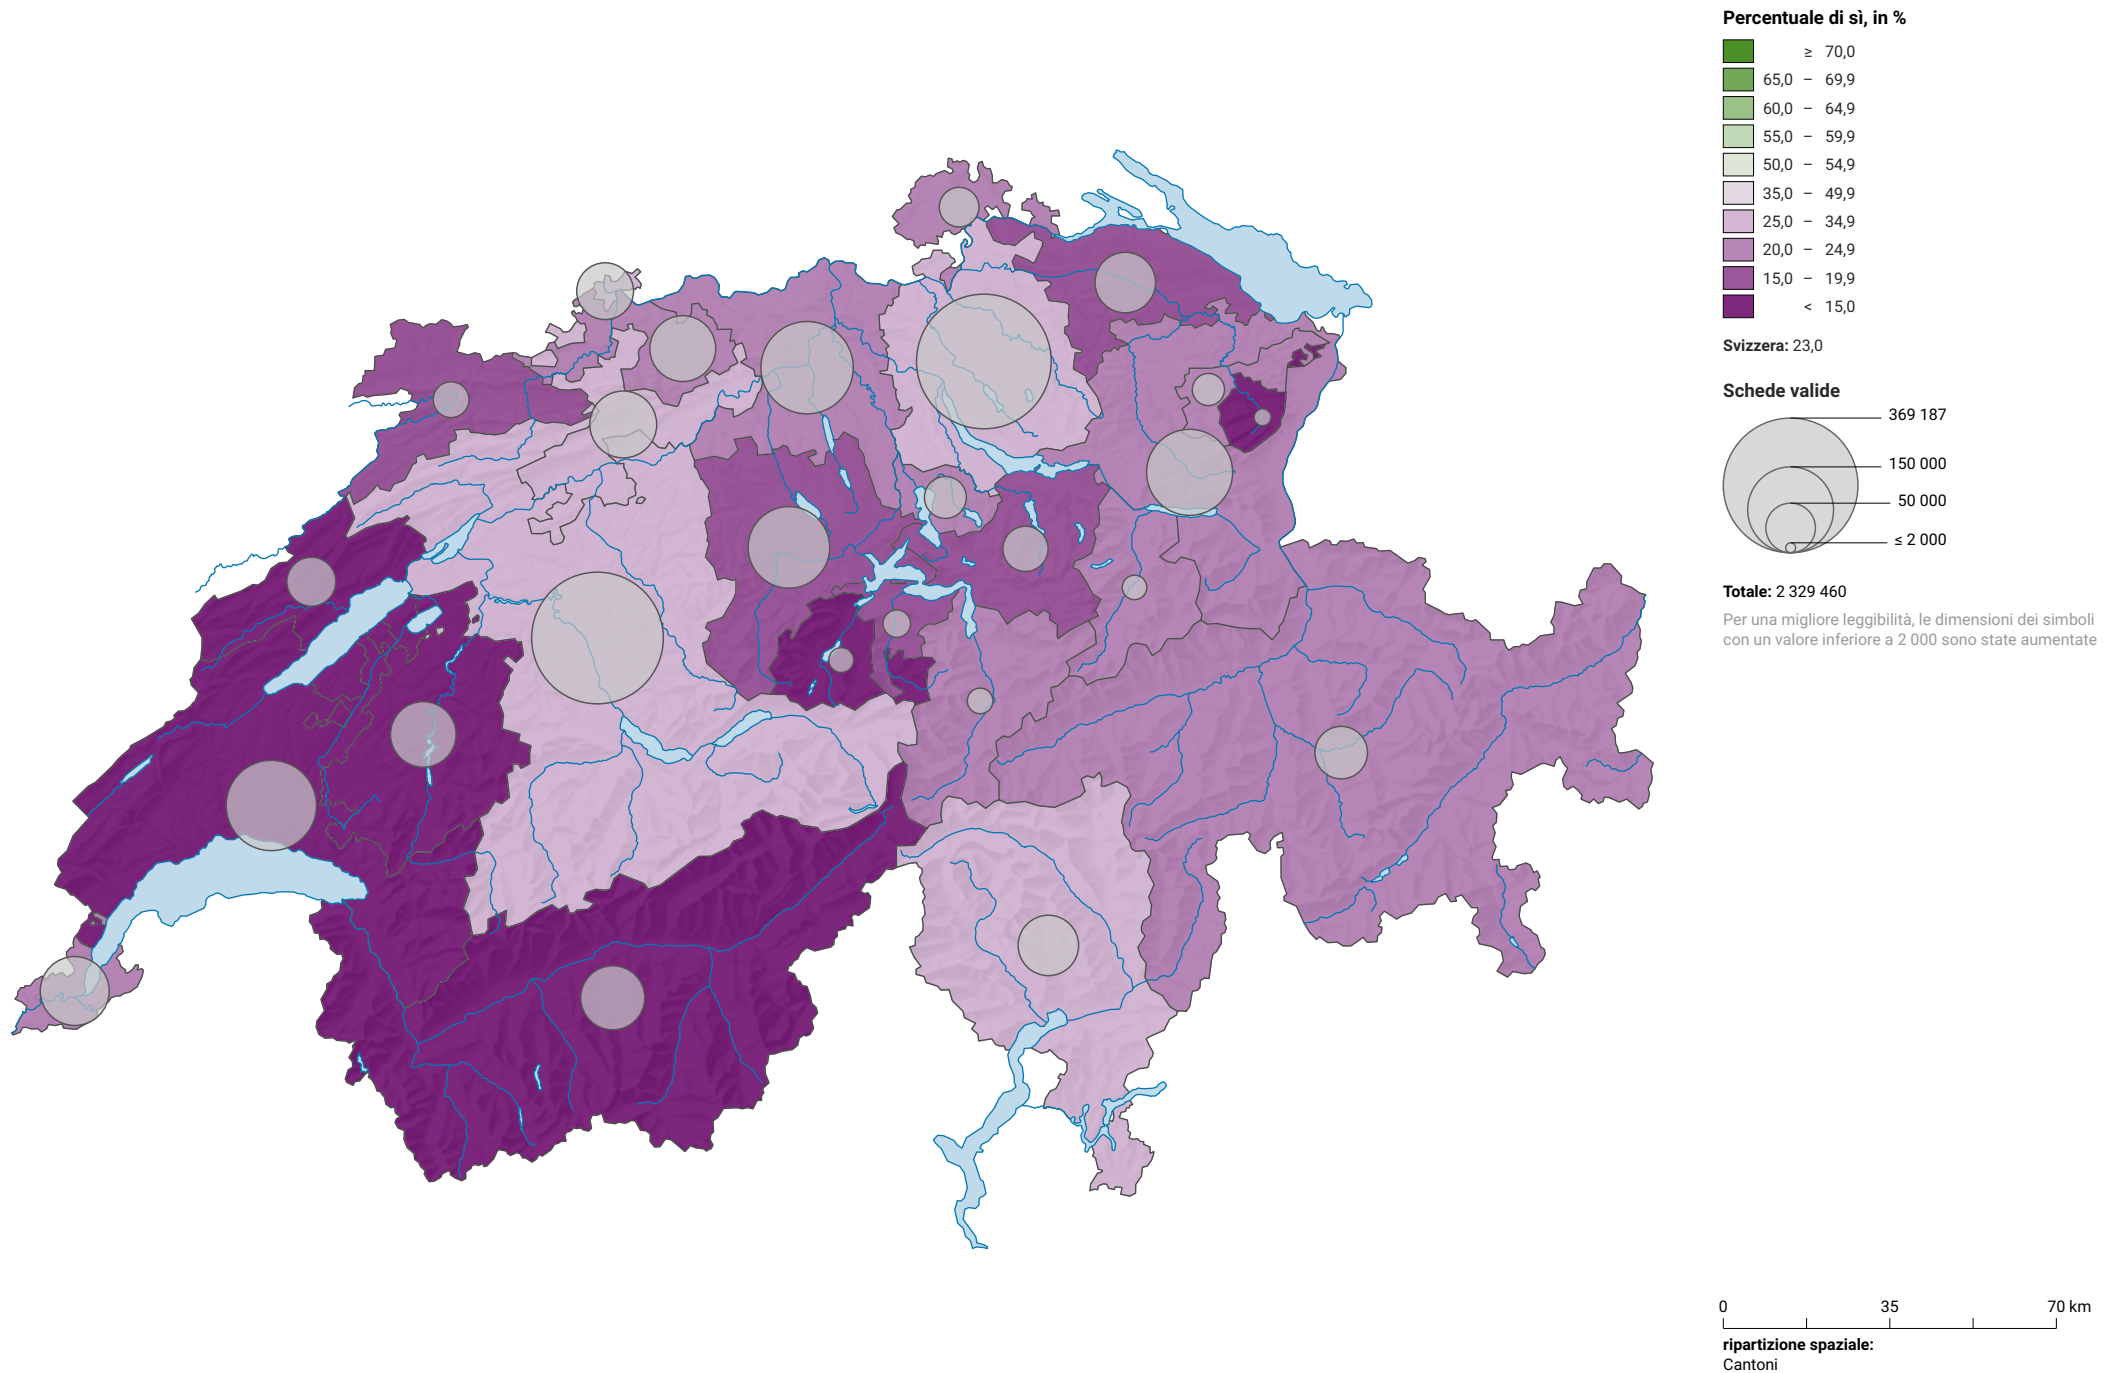 Percentuale di sì, in %
≥ 70,0
65,0 – 69,9
60,0 – 64,9
55,0 – 59,9
50,0 – 54,9
35,0 – 49,9
25,0 – 34,9
20,0 – 24,9
15,0 – 19,9
< 15,0
Svizzera: 23,0
Schede valide
369 187
150 000
50 000
≤ 2 000
Totale: 2 329 460
Per una migliore leggibilità, le dimensioni dei simboli
con un valore inferiore a 2 000 sono state aumentate
0 35 70 km
ripartizione spaziale:
Cantoni